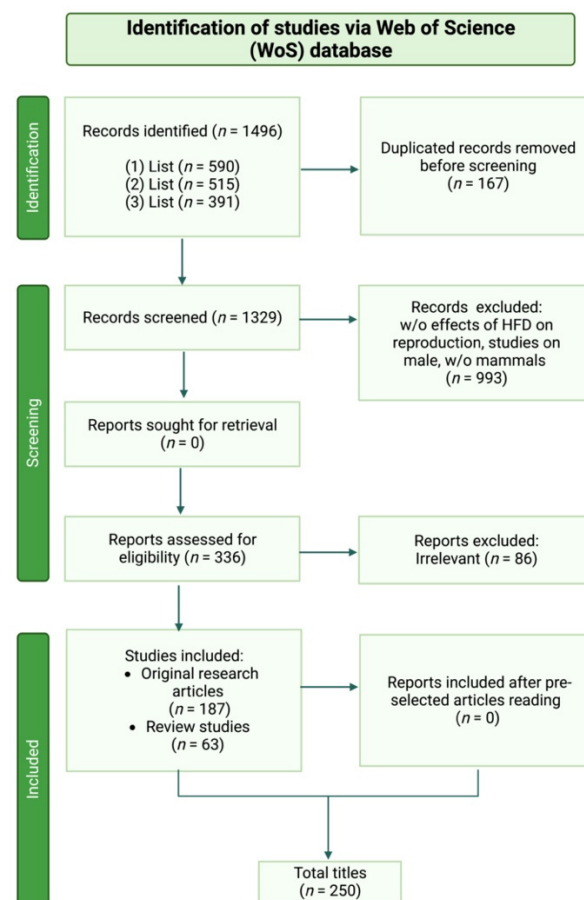 Identification of studies via Web of Science
(WoS) database
Identification
Records identified (n = 1496)
(1) List (n = 590)
(2) List (n = 515)
(3) List (n = 391)
Duplicated records removed
before screening
(n = 167)
Screening
Records screened (n = 1329)
Records excluded:
w/o effects of HFD on
reproduction, studies on
male, w/o mammals
(n = 993)
Reports sought for retrieval
(n = 0)
Reports assessed for
eligibility (n = 336)
Reports excluded:
Irrelevant (n = 86)
Included
Studies included:
• Original research
articles
(n = 187)
• Review studies
(n = 63)
Reports included after pre-
selected articles reading
(n = 0)
Total titles
(n = 250)